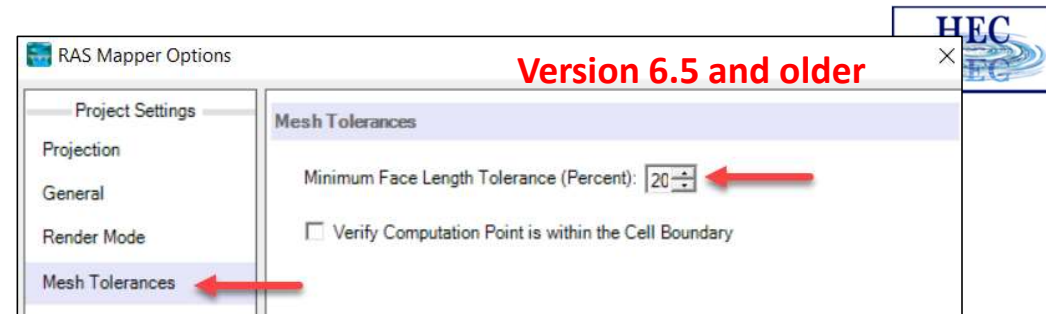 HEC
HEC
RAS Mapper Options
Version 6.5 and older
Project Settings
Mesh Tolerances
Projection
Minimum Face Length Tolerance (Percent): 20
General
Verify Computation Point is within the Cell Boundary
Render Mode
Mesh Tolerances